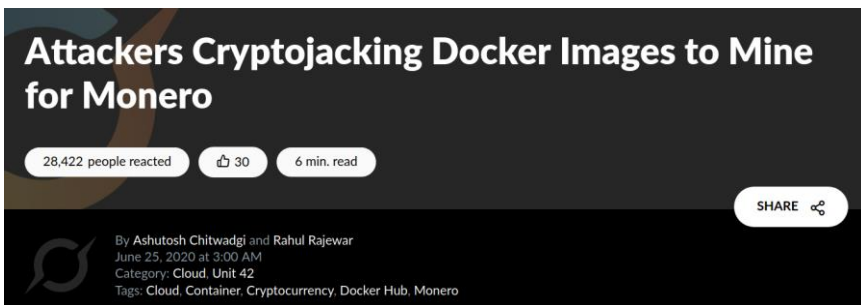 Attackers Cryptojacking Docker Images to Mine
for Monero
28,422 people reacted 30 6 min. read
SHARE
By Ashutosh Chitwadgi and Rahul Rajewar
June 25, 2020 at 3:00 AM
Category: Cloud, Unit 42
Tags: Cloud, Container, Cryptocurrency, Docker Hub, Monero